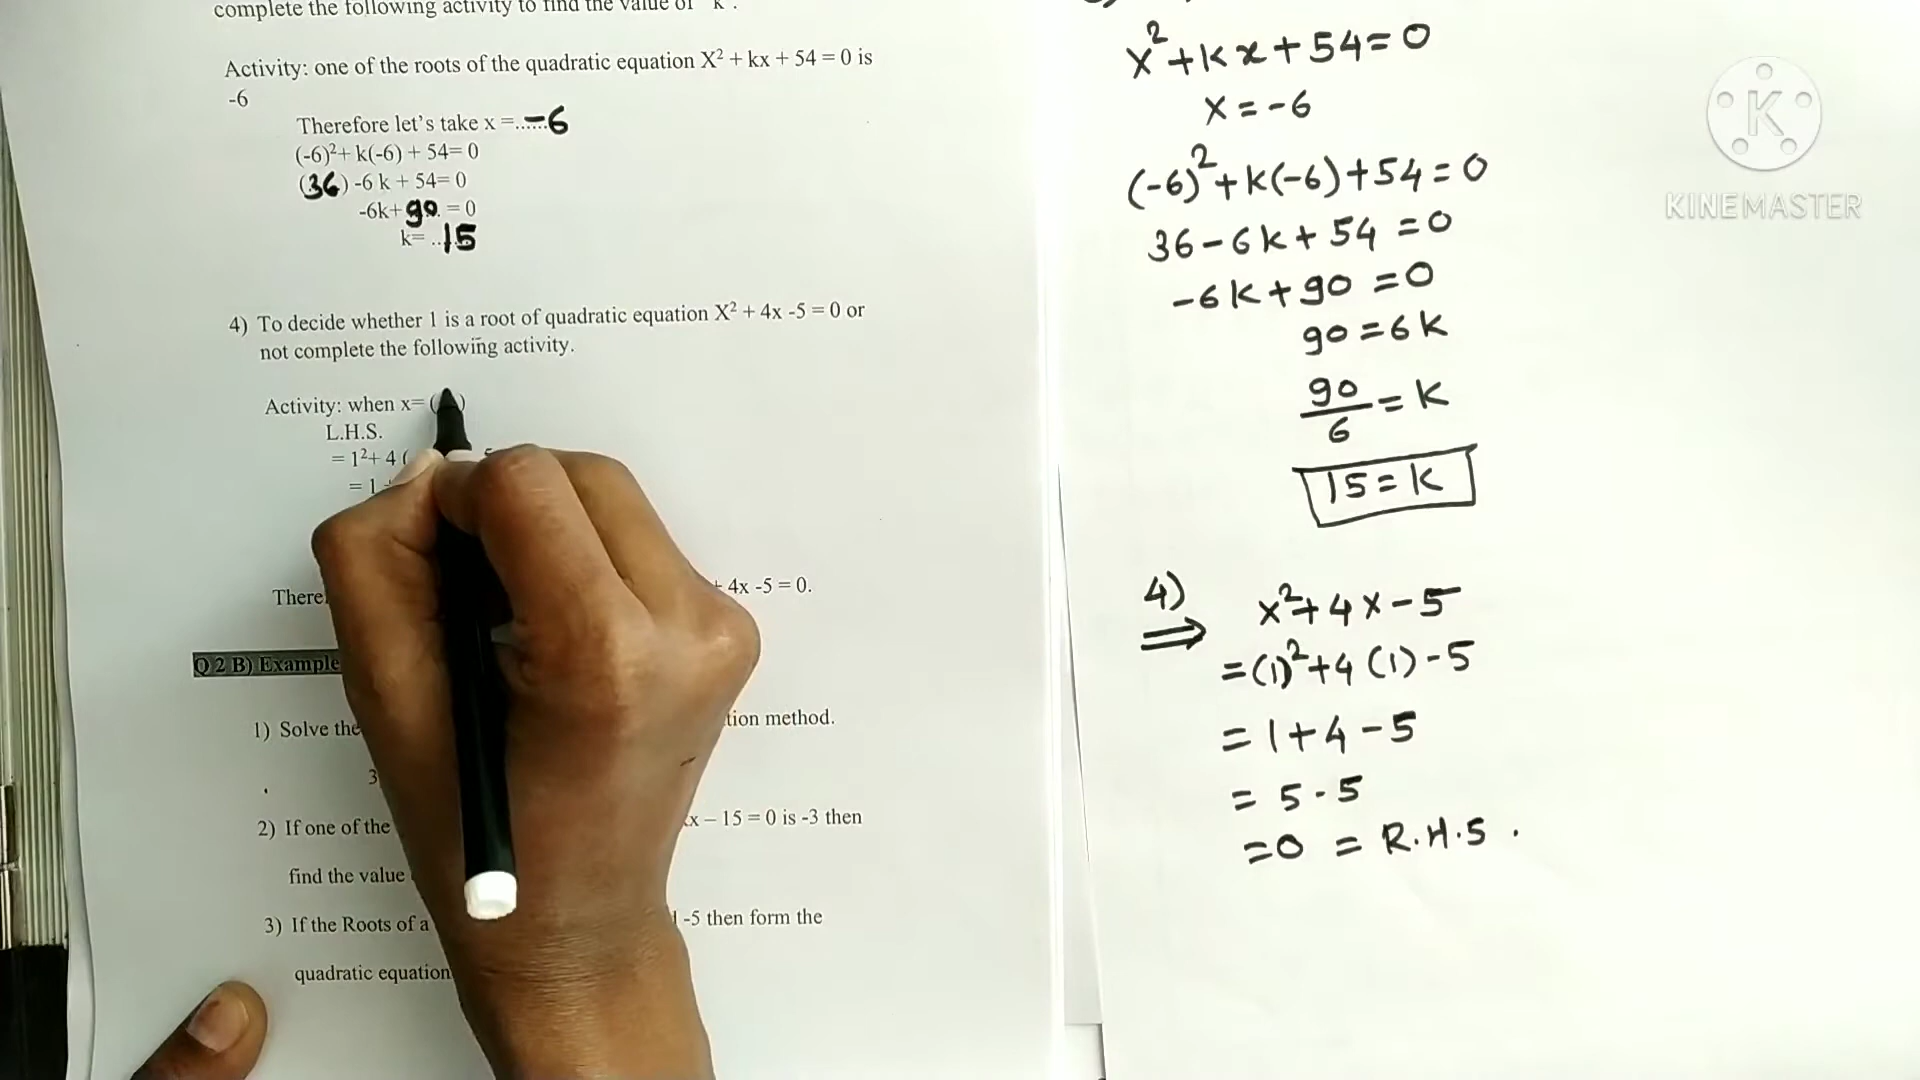 complete the following activity to find the value of "k".
Activity: one of the roots of the quadratic equation X² + kx + 54 = 0 is
-6
Therefore let's take x =......-6
(-6)²+ k(-6) + 54= 0
(36) -6 k + 54= 0
-6k+ 90. = 0
k= ..15
4) To decide whether 1 is a root of quadratic equation X² + 4x -5 = 0 or
not complete the following activity.
Activity: when x= ( )
L.H.S.
= 1²+ 4 (
= 1
4x -5 = 0.
Q 2 B) Example
1) Solve the tion method.
3
2) If one of the x – 15 = 0 is -3 then
find the value
3) If the Roots of a -5 then form the
quadratic equation
x²+kx+54=0
x=-6
(-6)²+k(-6)+54=0
36-6k+54=0
-6k+90=0
90=6k
90/6=k
15=k
4) x²+4x-5
⇒ =(1)²+4(1)-5
=1+4-5
=5-5
=0 = R.H.S.
K
KINEMASTER